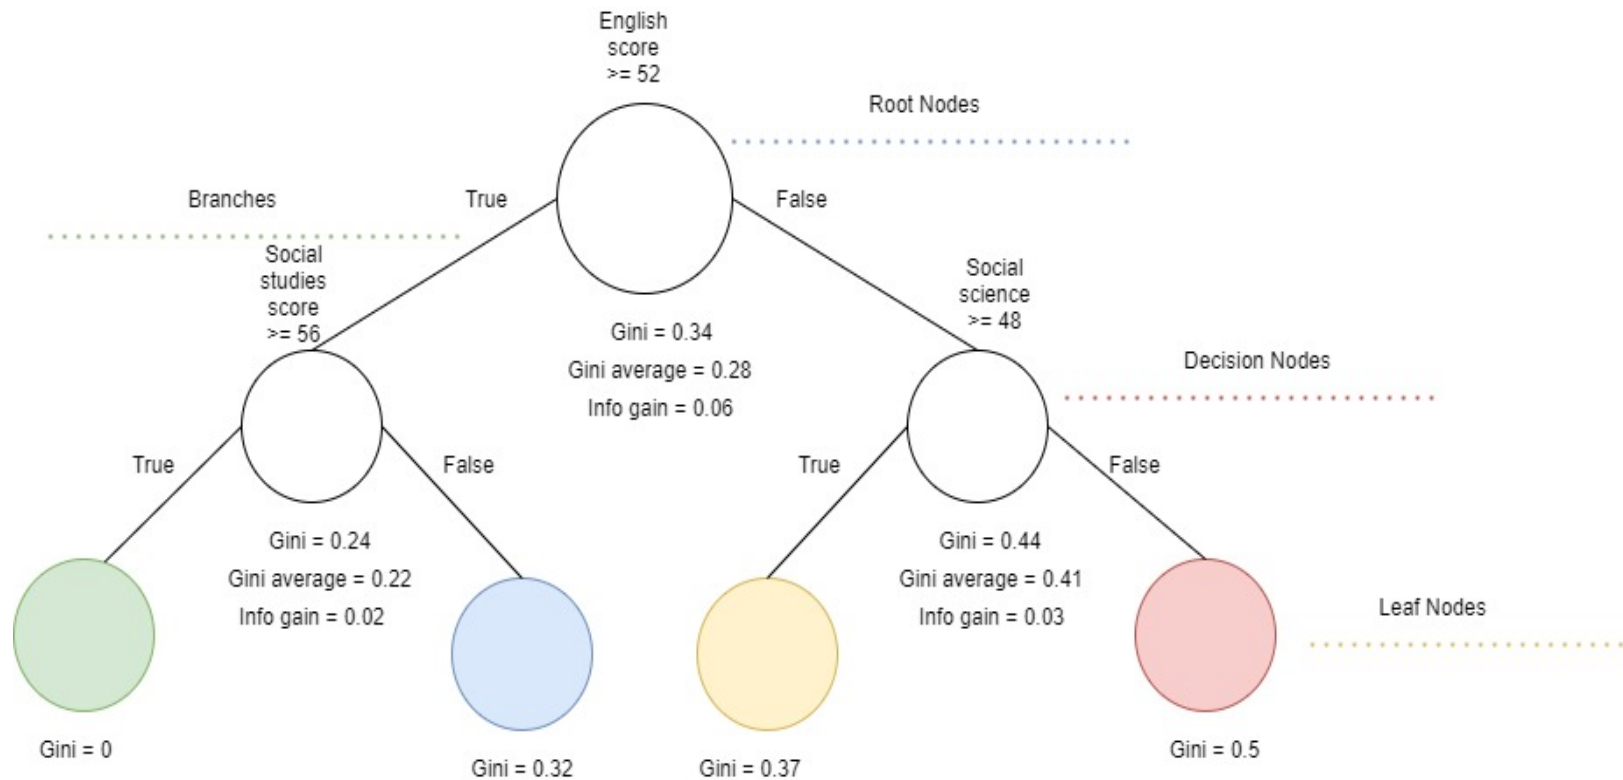 English
score
>= 52
Root Nodes
Branches
True
False
Social
studies
score
>= 56
Social
science
>= 48
Gini = 0.34
Gini average = 0.28
Info gain = 0.06
Decision Nodes
True
False
True
False
Gini = 0.24
Gini average = 0.22
Info gain = 0.02
Gini = 0.44
Gini average = 0.41
Info gain = 0.03
Leaf Nodes
Gini = 0
Gini = 0.32
Gini = 0.37
Gini = 0.5